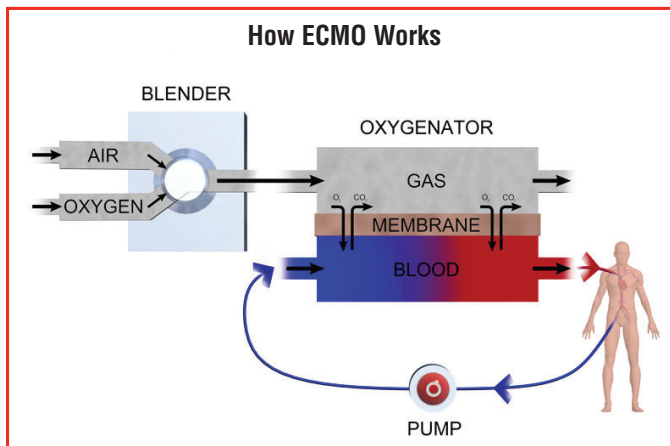 How ECMO Works
BLENDER
OXYGENATOR
AIR
OXYGEN
GAS
O₂ CO₂ O₂ CO₂
MEMBRANE
BLOOD
PUMP